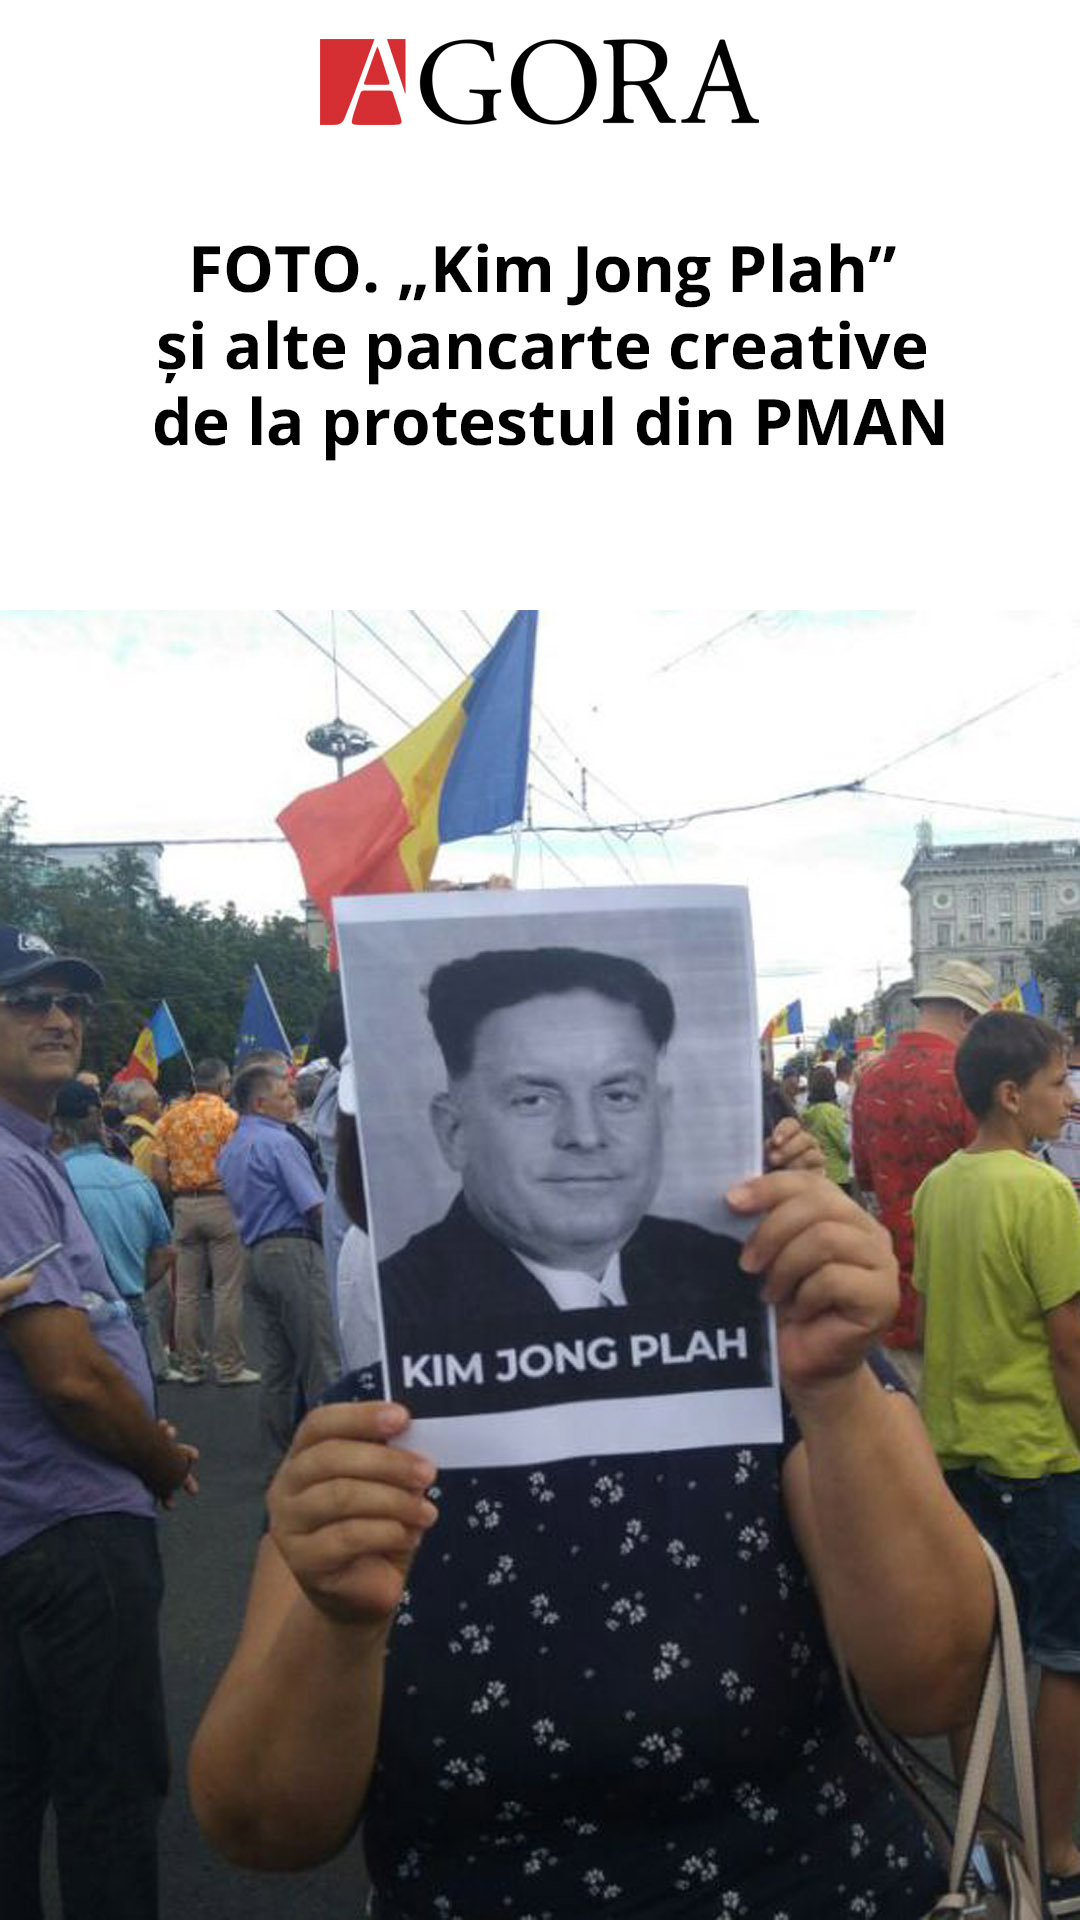 AGORA
FOTO. „Kim Jong Plah”
și alte pancarte creative
de la protestul din PMAN
KIM JONG PLAH